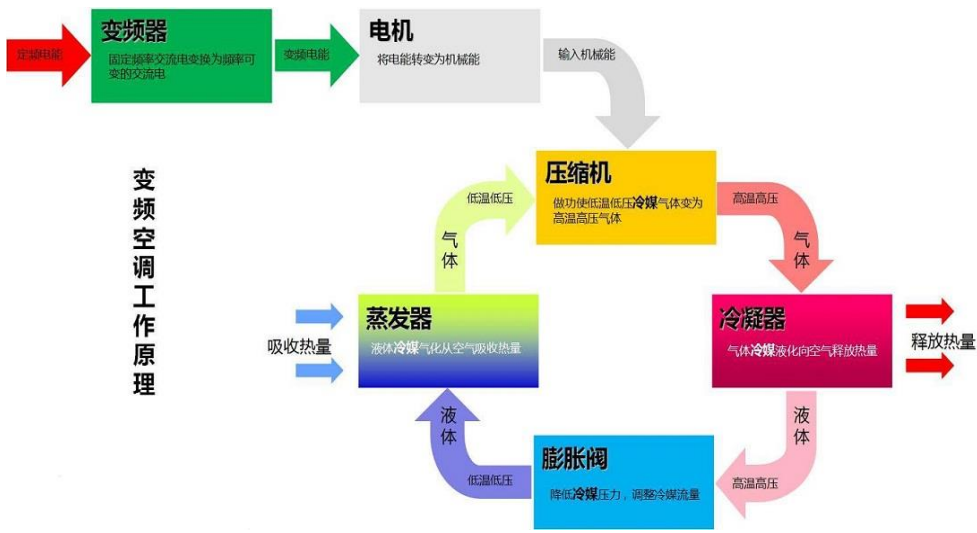 定频电能
变频器
固定频率交流电变换为频率可
变的交流电
变频电能
电机
将电能转变为机械能
输入机械能
变频空调工作原理
压缩机
做功使低温低压冷媒气体变为
高温高压气体
低温低压
气体
高温高压
气体
吸收热量
蒸发器
液体冷媒气化从空气吸收热量
冷凝器
气体冷媒液化向空气释放热量
释放热量
液体
低温低压
膨胀阀
降低冷媒压力，调整冷媒流量
液体
高温高压